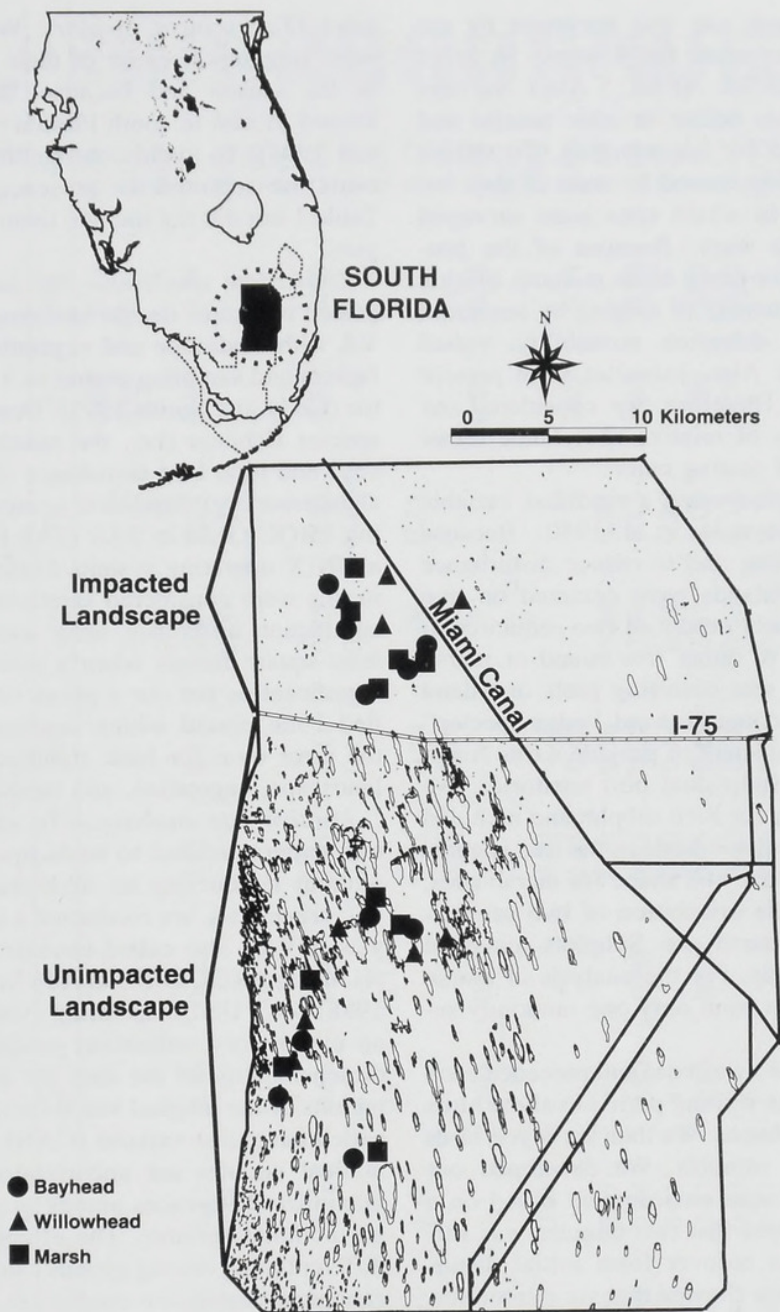 SOUTH
FLORIDA
N
0 5 10 Kilometers
Impacted
Landscape
Miami Canal
I-75
Unimpacted
Landscape
Bayhead
Willowhead
Marsh